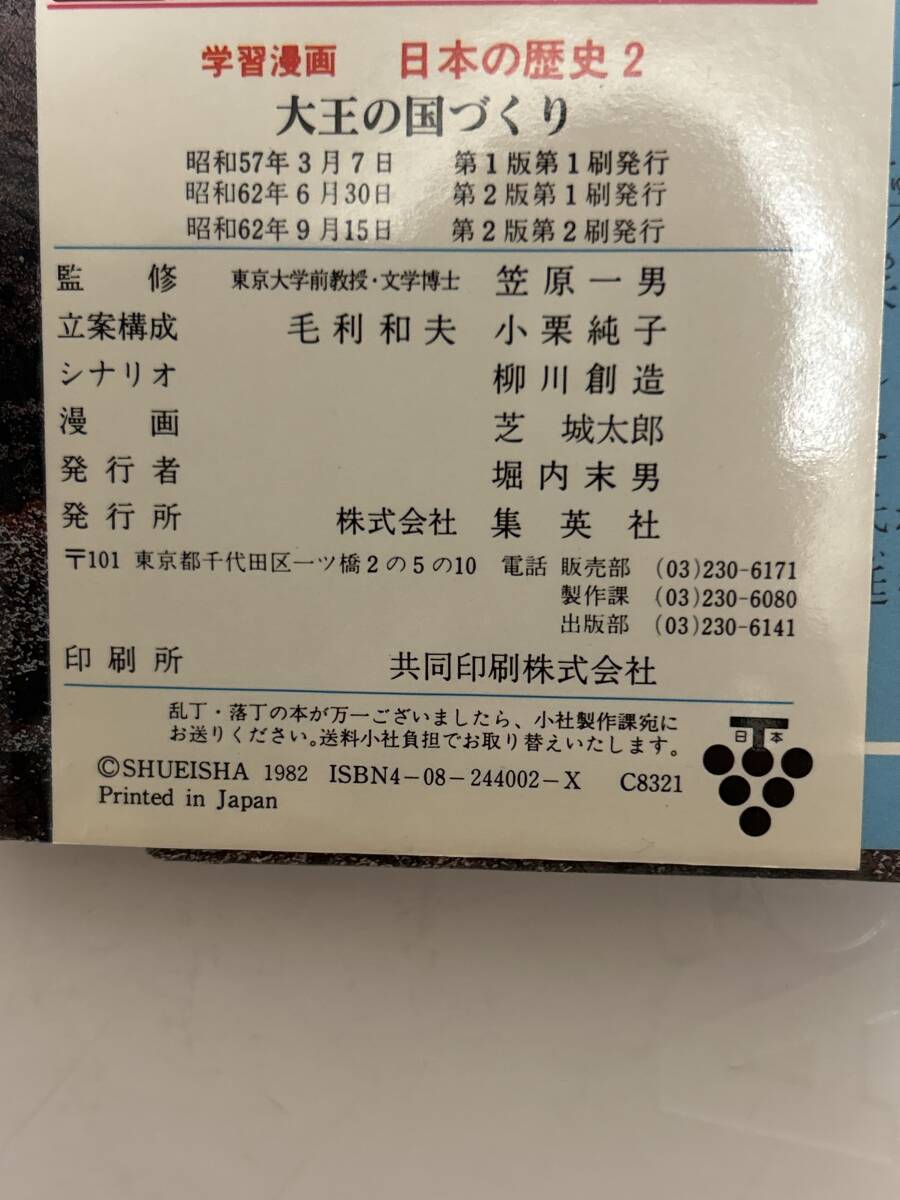 学習漫画 日本の歴史2
大王の国づくり
昭和57年3月7日 第1版第1刷発行
昭和62年6月30日 第2版第1刷発行
昭和62年9月15日 第2版第2刷発行
監修 東京大学前教授・文学博士 笠原一男
立案構成 毛利和夫 小栗純子
シナリオ 柳川創造
漫画 芝城太郎
発行者 堀内末男
発行所 株式会社 集英社
〒101 東京都千代田区一ツ橋2の5の10 電話 販売部 (03)230-6171
製作課 (03)230-6080
出版部 (03)230-6141
印刷所 共同印刷株式会社
乱丁・落丁の本が万一ございましたら、小社製作課宛に
お送りください。送料小社負担でお取り替えいたします。
©SHUEISHA 1982 ISBN4-08-244002-X C8321
Printed in Japan
日本